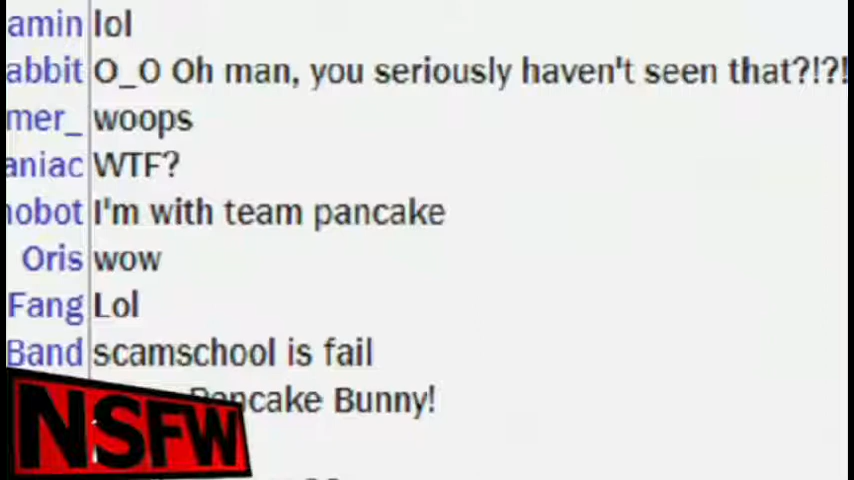 amin lol
abbit O_O Oh man, you seriously haven't seen that?!?!
mer_ woops
aniac WTF?
nobot I'm with team pancake
Oris wow
Fang Lol
Band scamschool is fail
Pancake Bunny!
NSFW